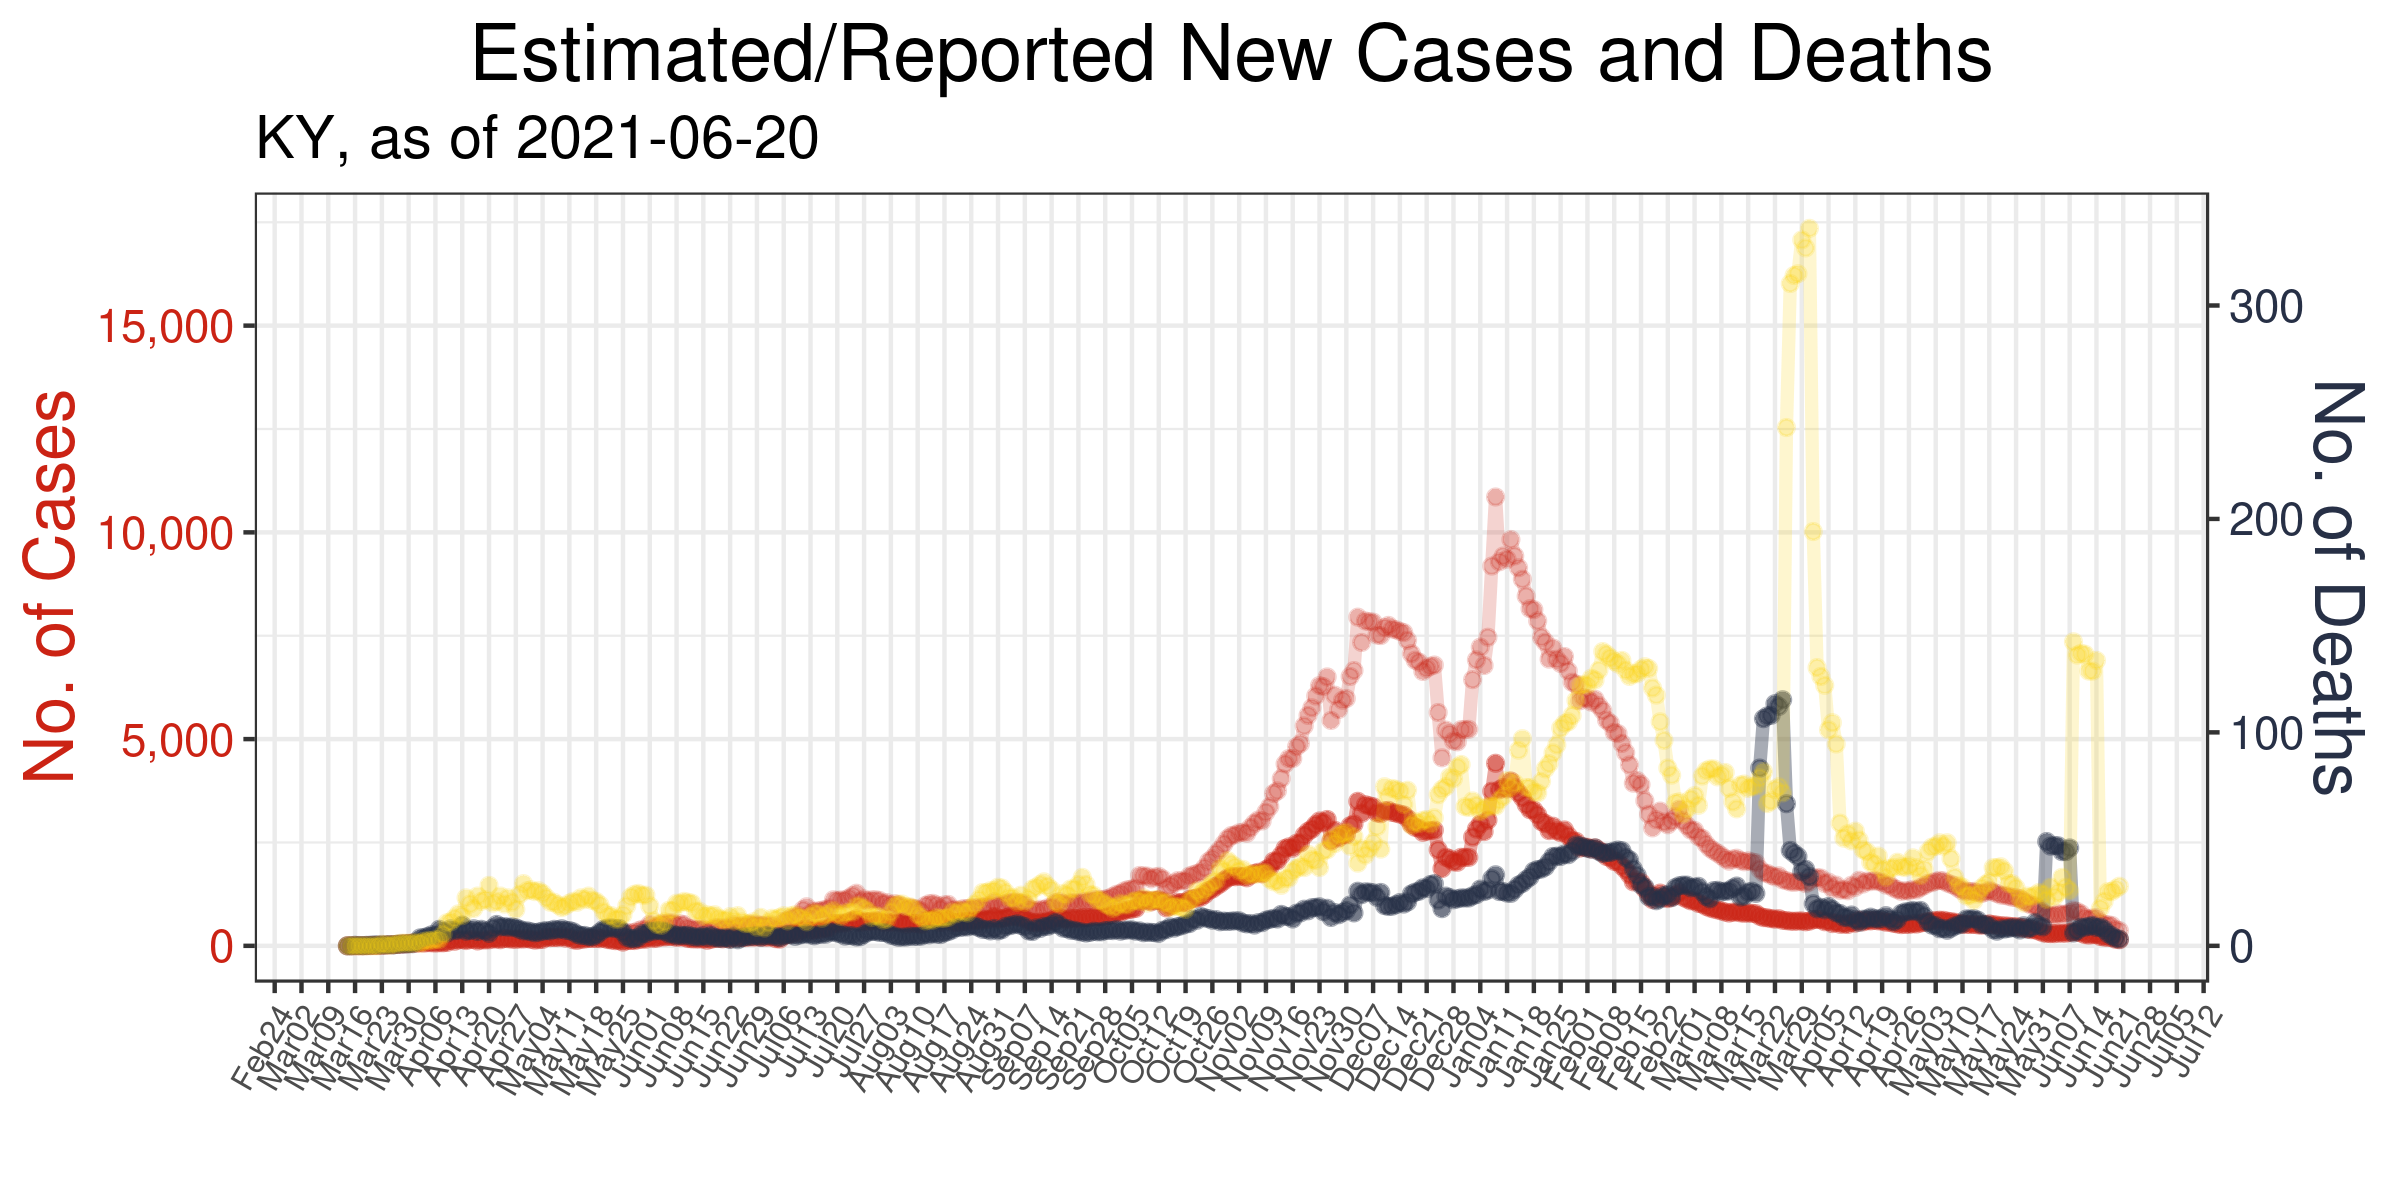 Estimated/Reported New Cases and Deaths
KY, as of 2021-06-20
No. of Cases
15,000
10,000
5,000
0
300
200
100
0
No. of Deaths
Feb24
Mar02
Mar09
Mar16
Mar23
Mar30
Apr06
Apr13
Apr20
Apr27
May04
May11
May18
May25
Jun01
Jun08
Jun15
Jun22
Jun29
Jul06
Jul13
Jul20
Jul27
Aug03
Aug10
Aug17
Aug24
Aug31
Sep07
Sep14
Sep21
Sep28
Oct05
Oct12
Oct19
Oct26
Nov02
Nov09
Nov16
Nov23
Nov30
Dec07
Dec14
Dec21
Dec28
Jan04
Jan11
Jan18
Jan25
Feb01
Feb08
Feb15
Feb22
Mar01
Mar08
Mar15
Mar22
Mar29
Apr05
Apr12
Apr19
Apr26
May03
May10
May17
May24
May31
Jun07
Jun14
Jun21
Jun28
Jul05
Jul12